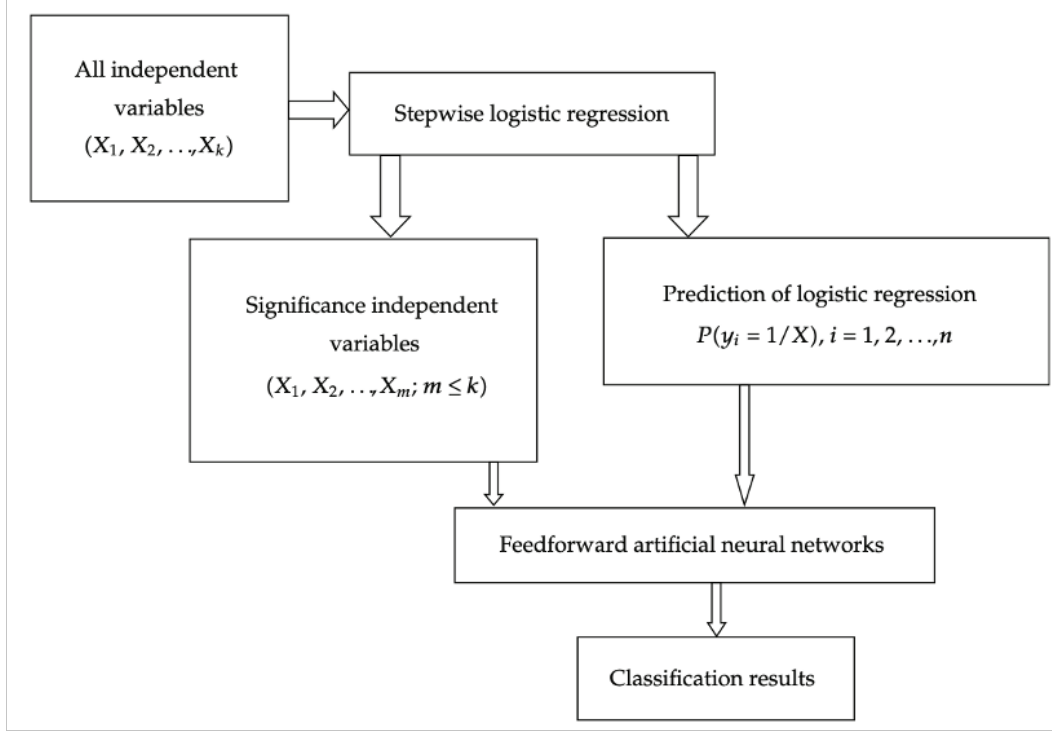 All independent
variables
(X₁, X₂, . . .,X𝑘)
Stepwise logistic regression
Significance independent
variables
(X₁, X₂, . . .,X𝑚; 𝑚 ≤ 𝑘)
Prediction of logistic regression
P(yᵢ = 1/X), i = 1, 2, . . .,n
Feedforward artificial neural networks
Classification results